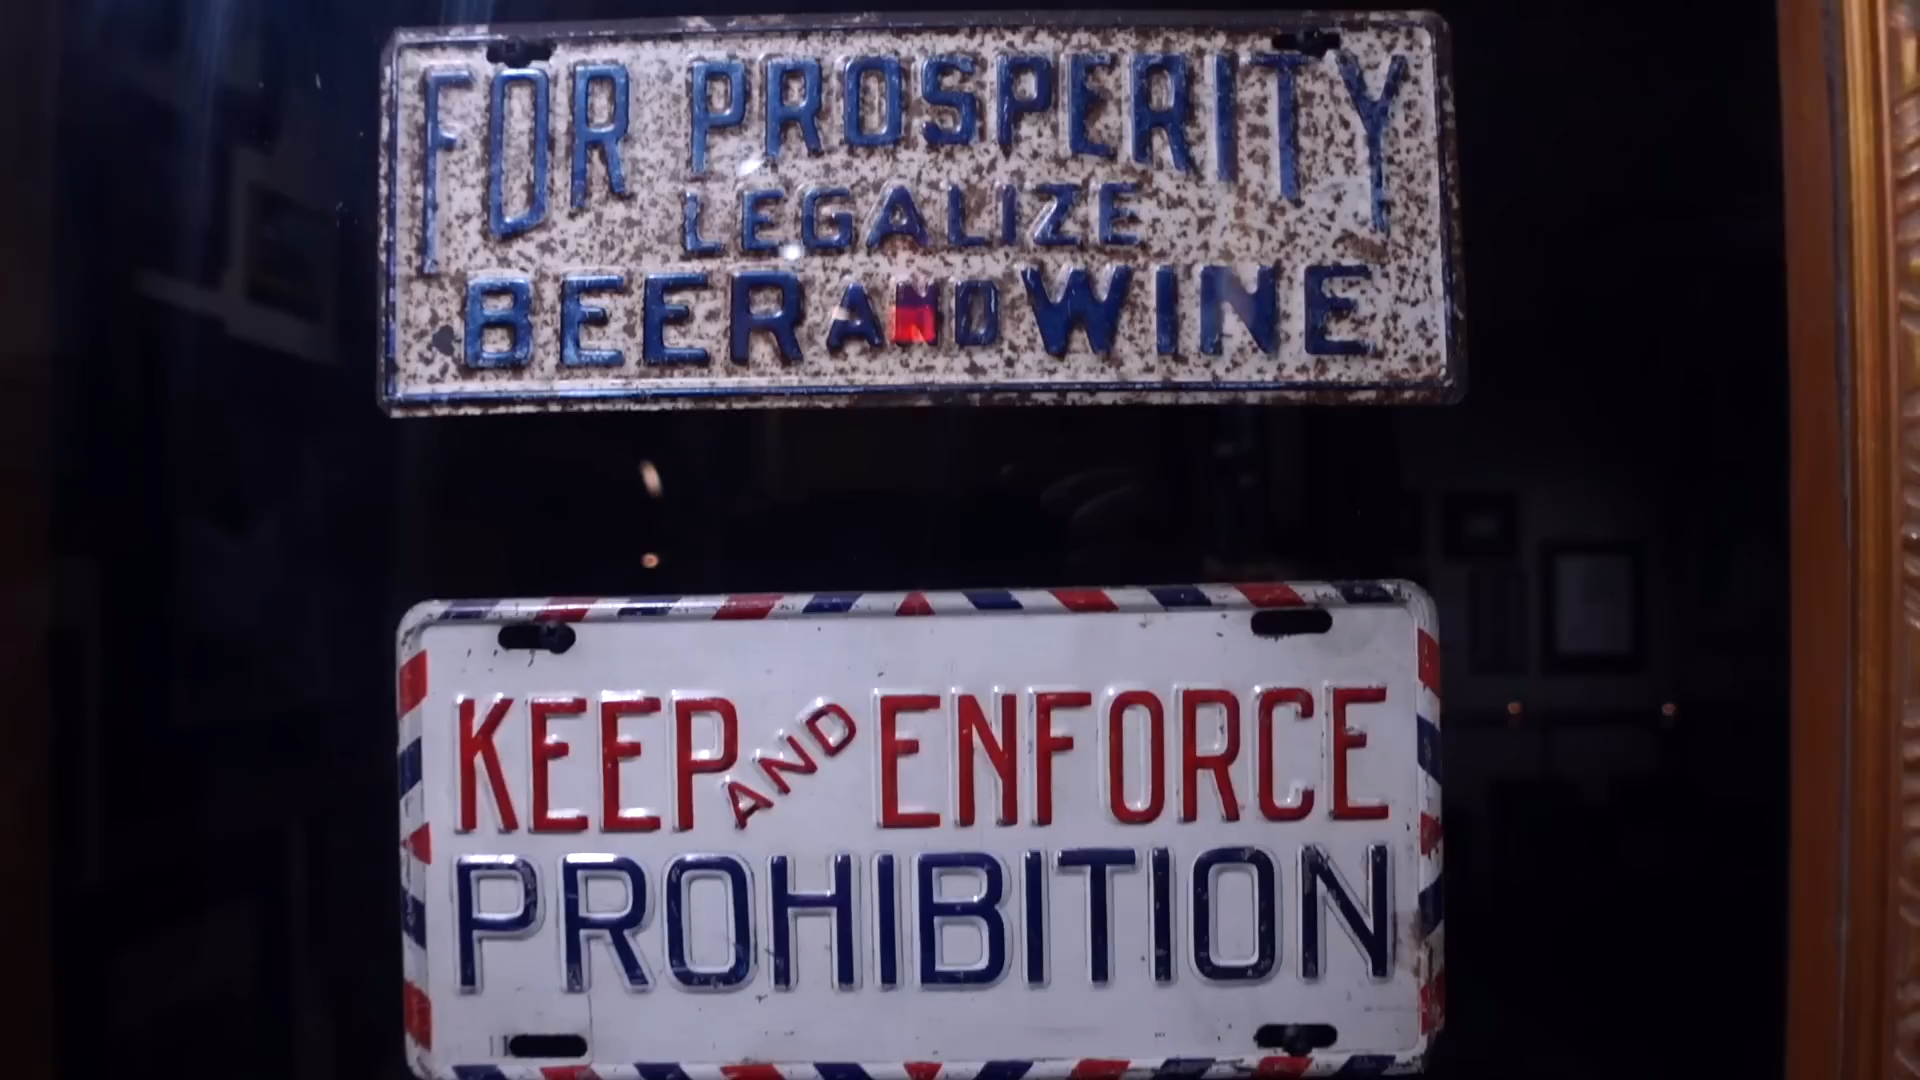 FOR PROSPERITY
LEGALIZE
BEER AND WINE
KEEP AND ENFORCE
PROHIBITION